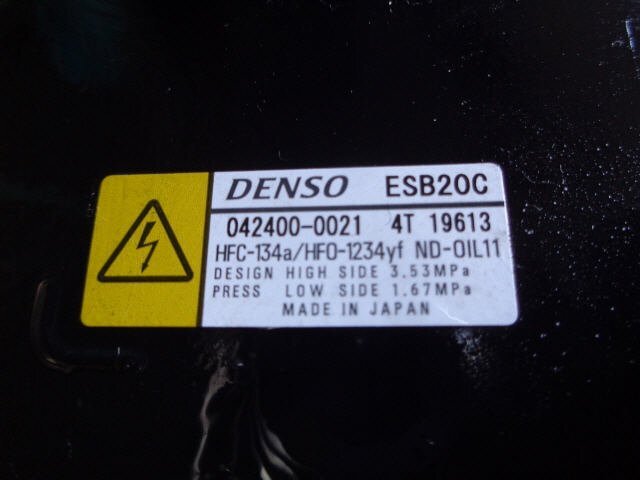 DENSO ESB20C
042400-0021 4T 19613
HFC-134a/HFO-1234yf ND-OIL11
DESIGN HIGH SIDE 3.53MPa
PRESS LOW SIDE 1.67MPa
MADE IN JAPAN